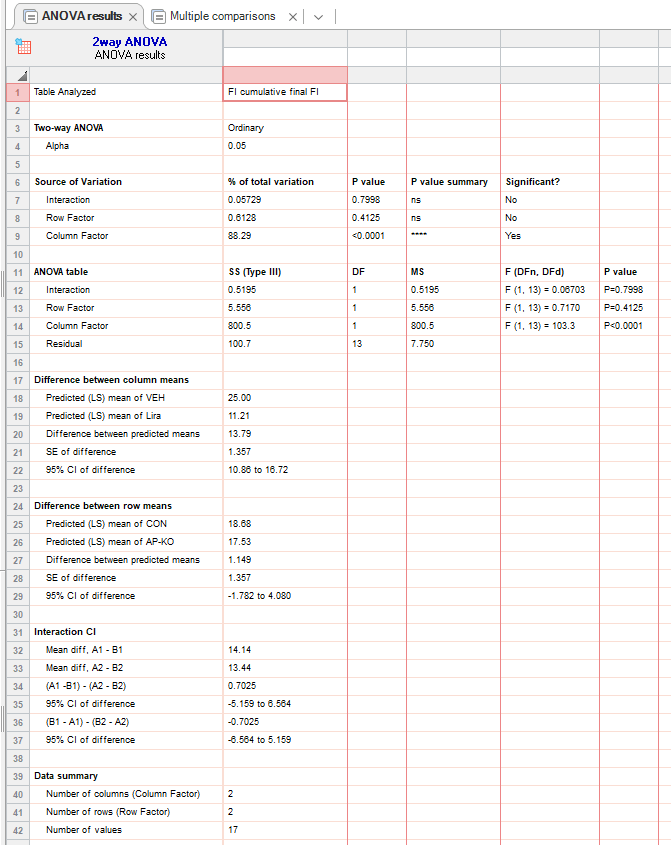 ANOVA results × Multiple comparisons ×
2way ANOVA
ANOVA results
1 Table Analyzed FI cumulative final FI
2
3 Two-way ANOVA Ordinary
4 Alpha 0.05
5
6 Source of Variation % of total variation P value P value summary Significant?
7 Interaction 0.05729 0.7998 ns No
8 Row Factor 0.6128 0.4125 ns No
9 Column Factor 88.29 <0.0001 **** Yes
10
11 ANOVA table SS (Type III) DF MS F (DFn, DFd) P value
12 Interaction 0.5195 1 0.5195 F (1, 13) = 0.06703 P=0.7998
13 Row Factor 5.556 1 5.556 F (1, 13) = 0.7170 P=0.4125
14 Column Factor 800.5 1 800.5 F (1, 13) = 103.3 P<0.0001
15 Residual 100.7 13 7.750
16
17 Difference between column means
18 Predicted (LS) mean of VEH 25.00
19 Predicted (LS) mean of Lira 11.21
20 Difference between predicted means 13.79
21 SE of difference 1.357
22 95% CI of difference 10.86 to 16.72
23
24 Difference between row means
25 Predicted (LS) mean of CON 18.68
26 Predicted (LS) mean of AP-KO 17.53
27 Difference between predicted means 1.149
28 SE of difference 1.357
29 95% CI of difference -1.782 to 4.080
30
31 Interaction CI
32 Mean diff, A1 - B1 14.14
33 Mean diff, A2 - B2 13.44
34 (A1 -B1) - (A2 - B2) 0.7025
35 95% CI of difference -5.159 to 6.564
36 (B1 - A1) - (B2 - A2) -0.7025
37 95% CI of difference -6.564 to 5.159
38
39 Data summary
40 Number of columns (Column Factor) 2
41 Number of rows (Row Factor) 2
42 Number of values 17